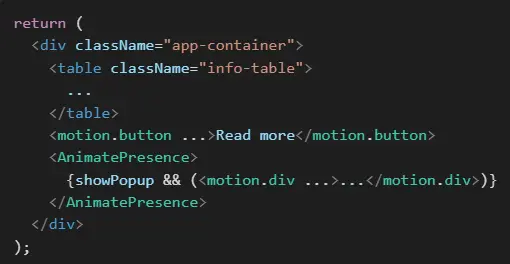 return (
<div className="app-container">
<table className="info-table">
...
</table>
<motion.button ...>Read more</motion.button>
<AnimatePresence>
{showPopup && (<motion.div ...>...</motion.div>)}
</AnimatePresence>
</div>
);